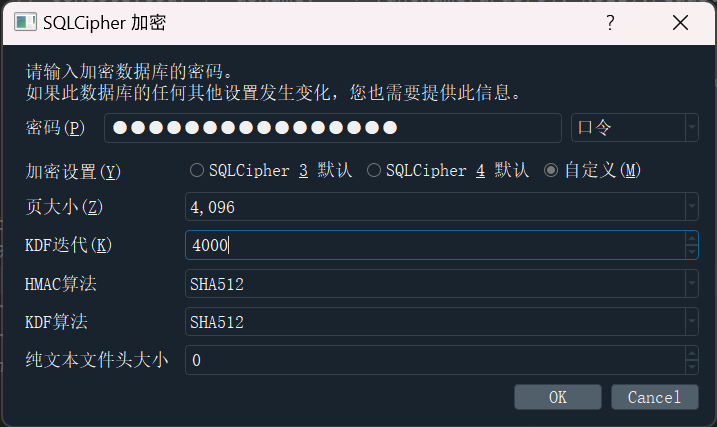 SQLCipher 加密
请输入加密数据库的密码。
如果此数据库的任何其他设置发生变化，您也需要提供此信息。
密码(P) ●●●●●●●●●●●●●●●● 口令
加密设置(Y) SQLCipher 3 默认 SQLCipher 4 默认 自定义(M)
页大小(Z) 4,096
KDF迭代(K) 4000
HMAC算法 SHA512
KDF算法 SHA512
纯文本文件头大小 0
OK Cancel